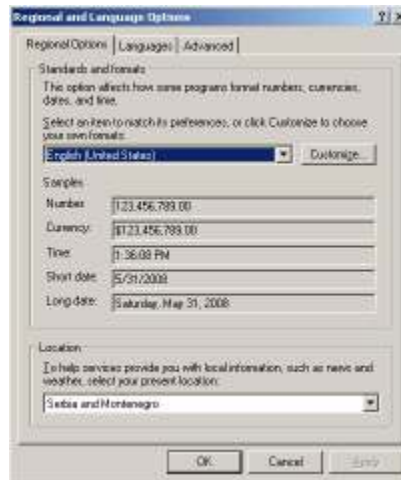 Regional and Language Options
Regional Options Languages Advanced
Standards and formats
This option affects how some programs format numbers, currencies,
dates, and time.
Select an item to match its preferences, or click Customize to choose
your own formats:
English (United States) Customize...
Samples
Number: 123,456,789.00
Currency: $123,456,789.00
Time: 1:36:08 PM
Short date: 5/31/2008
Long date: Saturday, May 31, 2008
Location
To help services provide you with local information, such as news and
weather, select your present location:
Serbia and Montenegro
OK Cancel Apply